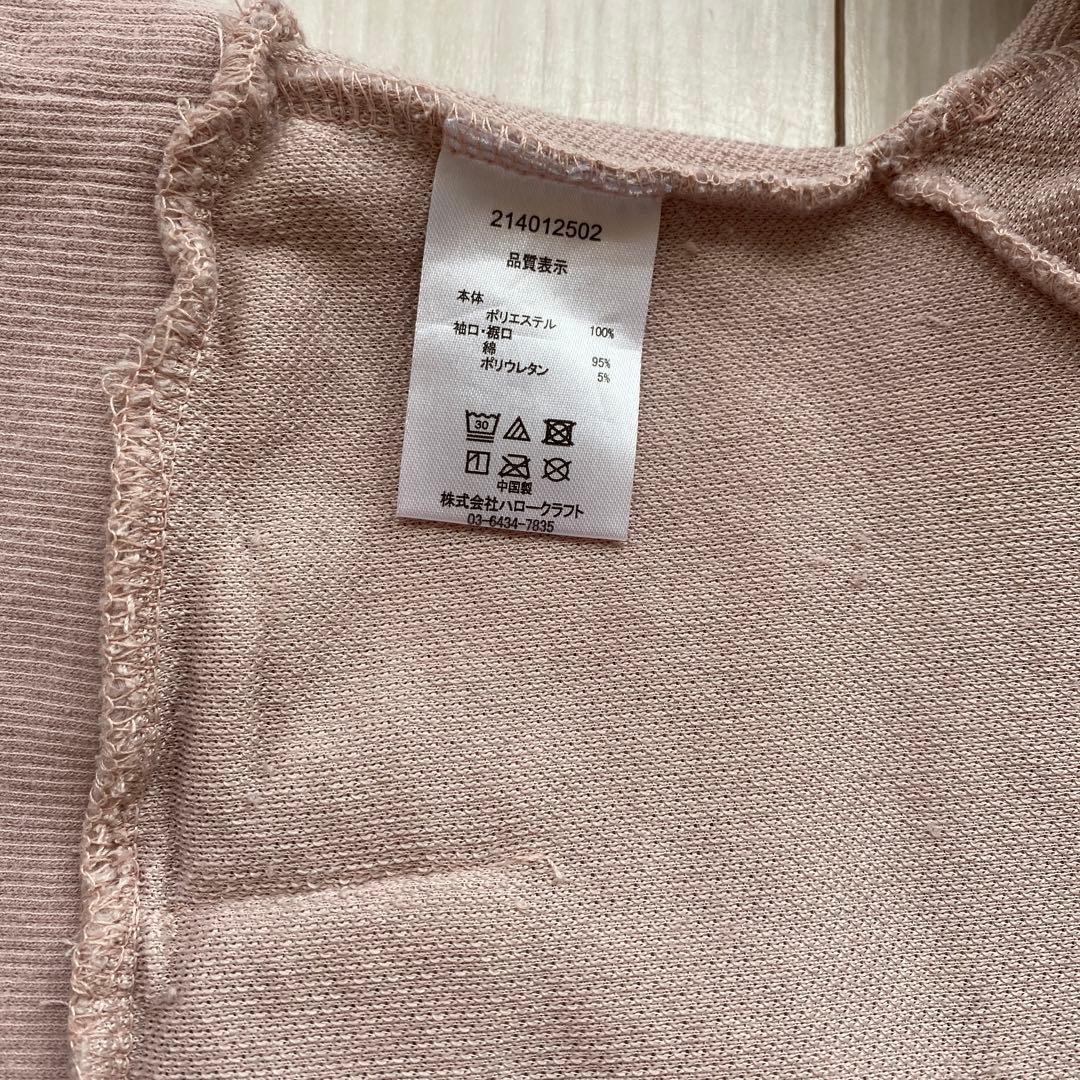 214012502
品質表示
本体
ポリエステル 100%
袖口・裾口
綿 95%
ポリウレタン 5%
30
中国製
株式会社ハロークラフト
03-6434-7835